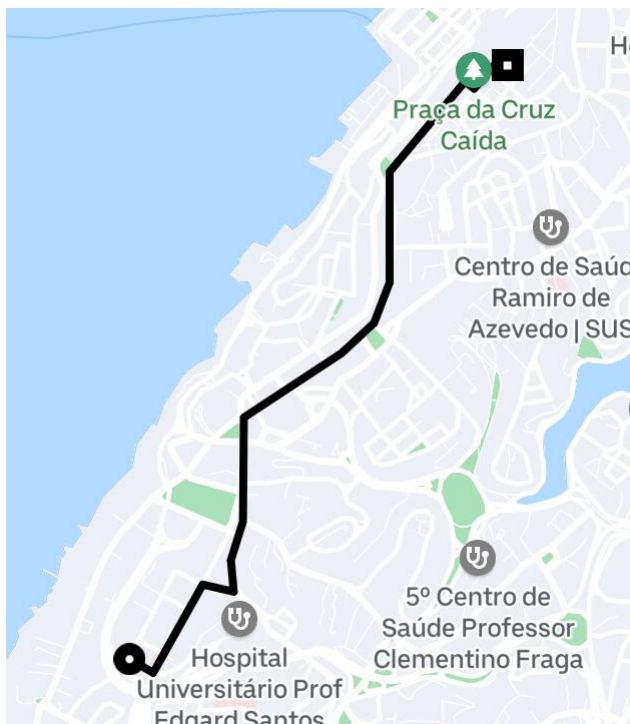 H
Praça da Cruz
Caída
Centro de Saúd
Ramiro de
Azevedo | SUS
5º Centro de
Saúde Professor
Clementino Fraga
Hospital
Universitário Prof
Edgard Santos